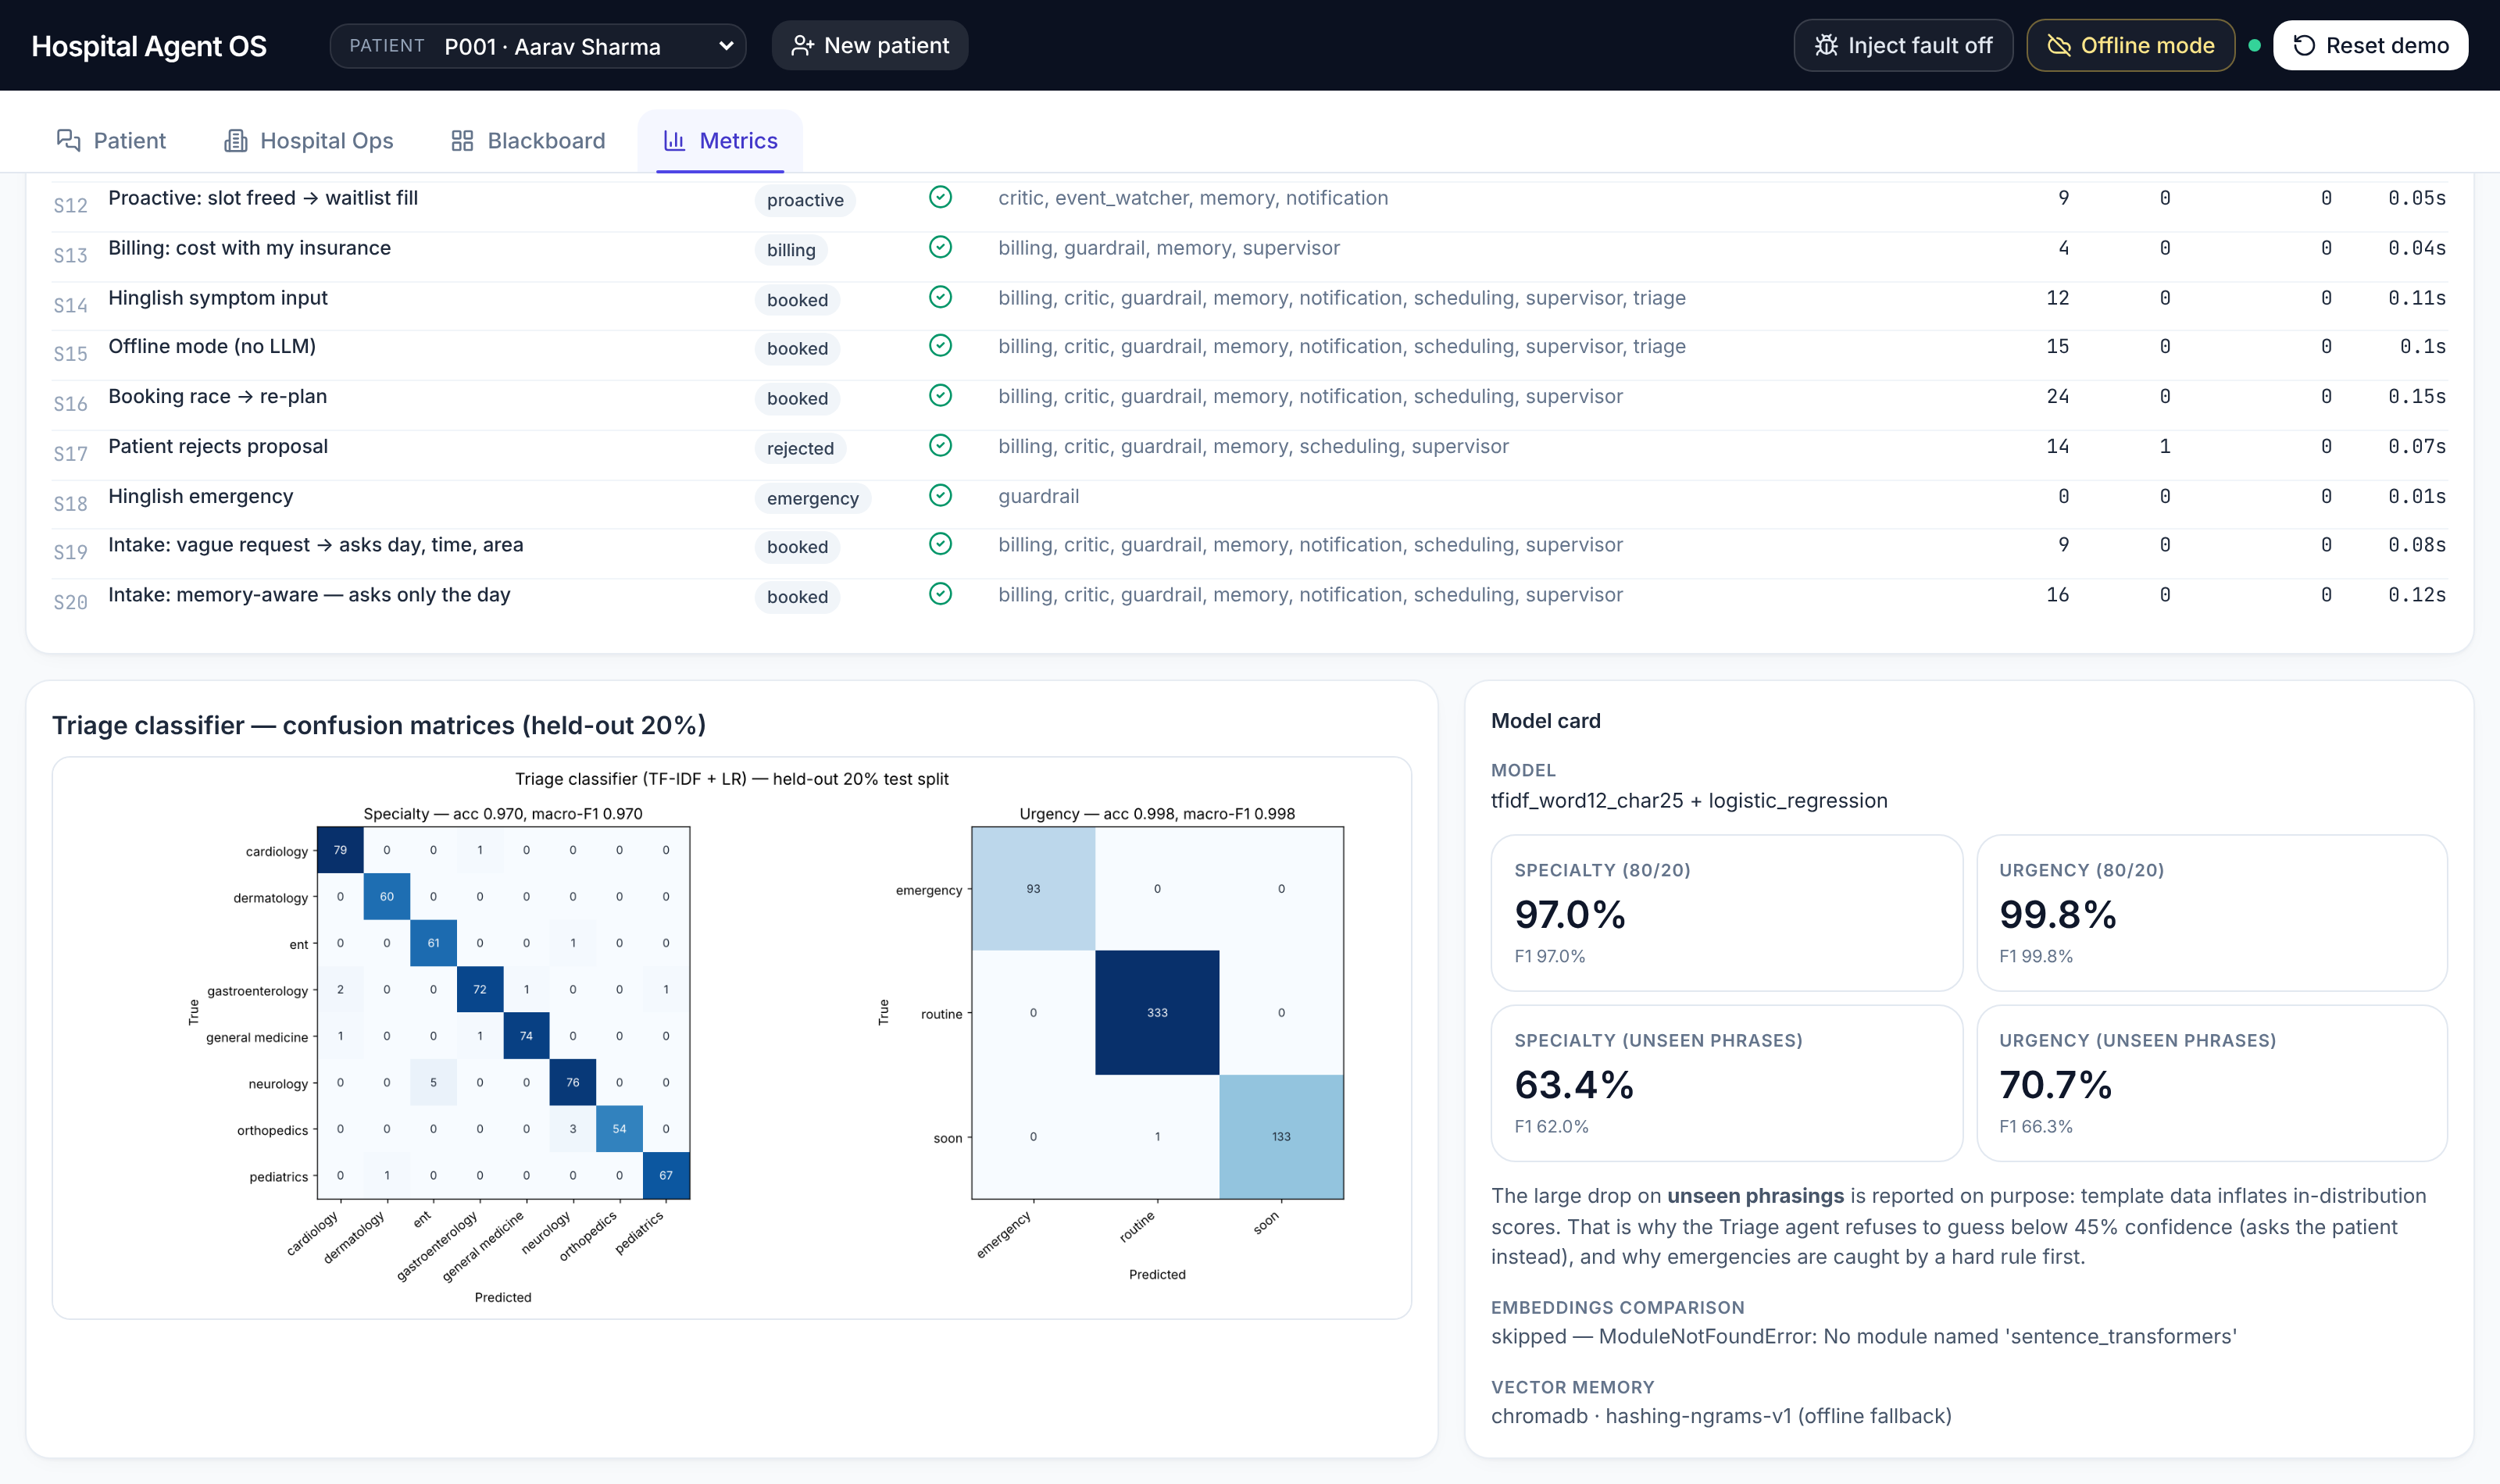 Hospital Agent OS PATIENT P001 · Aarav Sharma New patient Inject fault off Offline mode Reset demo
Patient Hospital Ops Blackboard Metrics
S12 Proactive: slot freed → waitlist fill proactive critic, event_watcher, memory, notification 9 0 0 0.05s
S13 Billing: cost with my insurance billing billing, guardrail, memory, supervisor 4 0 0 0.04s
S14 Hinglish symptom input booked billing, critic, guardrail, memory, notification, scheduling, supervisor, triage 12 0 0 0.11s
S15 Offline mode (no LLM) booked billing, critic, guardrail, memory, notification, scheduling, supervisor, triage 15 0 0 0.1s
S16 Booking race → re-plan booked billing, critic, guardrail, memory, notification, scheduling, supervisor 24 0 0 0.15s
S17 Patient rejects proposal rejected billing, critic, guardrail, memory, scheduling, supervisor 14 1 0 0.07s
S18 Hinglish emergency emergency guardrail 0 0 0 0.01s
S19 Intake: vague request → asks day, time, area booked billing, critic, guardrail, memory, notification, scheduling, supervisor 9 0 0 0.08s
S20 Intake: memory-aware — asks only the day booked billing, critic, guardrail, memory, notification, scheduling, supervisor 16 0 0 0.12s
Triage classifier — confusion matrices (held-out 20%)
Triage classifier (TF-IDF + LR) — held-out 20% test split
Specialty — acc 0.970, macro-F1 0.970
True
cardiology 79 0 0 1 0 0 0 0
dermatology 0 60 0 0 0 0 0 0
ent 0 0 61 0 0 1 0 0
gastroenterology 2 0 0 72 1 0 0 1
general medicine 1 0 0 1 74 0 0 0
neurology 0 0 5 0 0 76 0 0
orthopedics 0 0 0 0 0 3 54 0
pediatrics 0 1 0 0 0 0 0 67
cardiology dermatology ent gastroenterology general medicine neurology orthopedics pediatrics
Predicted
Urgency — acc 0.998, macro-F1 0.998
True
emergency 93 0 0
routine 0 333 0
soon 0 1 133
emergency routine soon
Predicted
Model card
MODEL
tfidf_word12_char25 + logistic_regression
SPECIALTY (80/20)
97.0%
F1 97.0%
URGENCY (80/20)
99.8%
F1 99.8%
SPECIALTY (UNSEEN PHRASES)
63.4%
F1 62.0%
URGENCY (UNSEEN PHRASES)
70.7%
F1 66.3%
The large drop on unseen phrasings is reported on purpose: template data inflates in-distribution
scores. That is why the Triage agent refuses to guess below 45% confidence (asks the patient
instead), and why emergencies are caught by a hard rule first.
EMBEDDINGS COMPARISON
skipped — ModuleNotFoundError: No module named 'sentence_transformers'
VECTOR MEMORY
chromadb · hashing-ngrams-v1 (offline fallback)